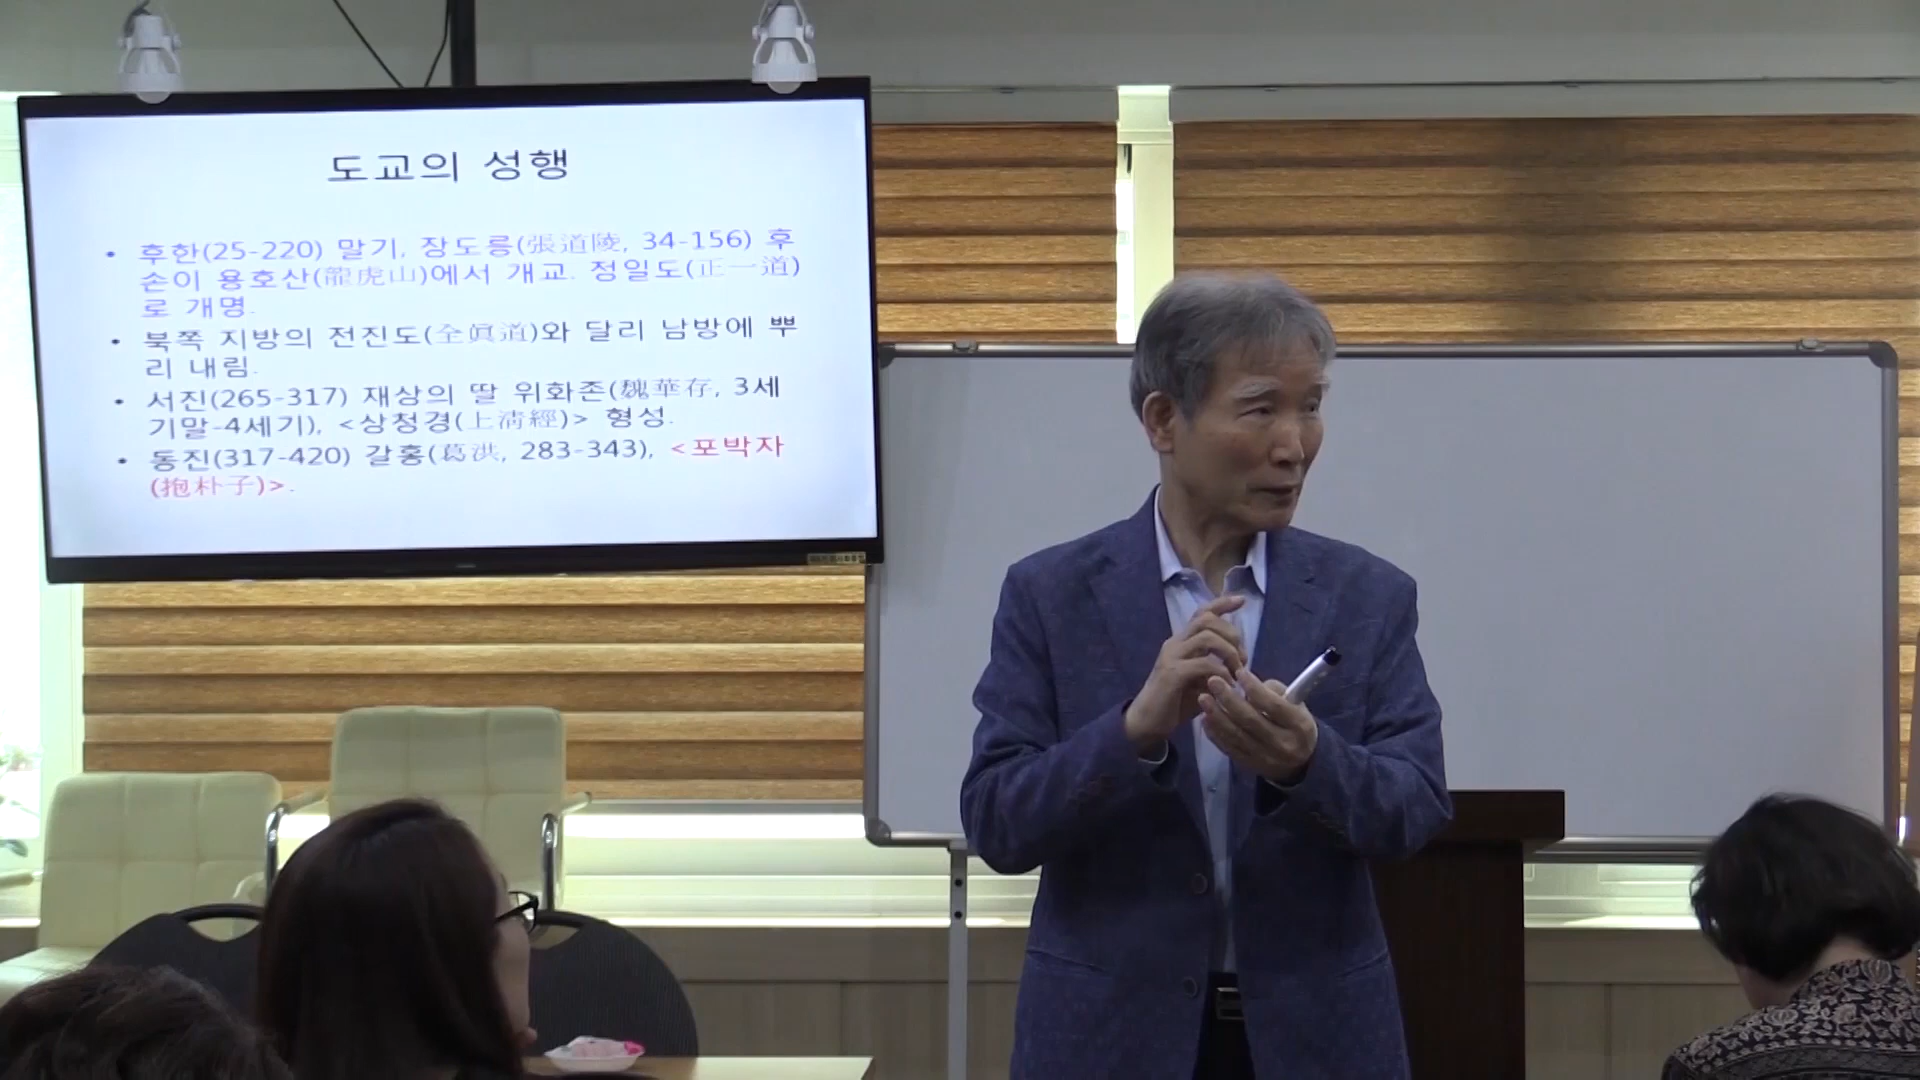 도교의 성행
• 후한(25-220) 말기, 장도릉(張道陵, 34-156) 후
손이 용호산(龍虎山)에서 개교. 정일도(正一道)
로 개명.
• 북쪽 지방의 전진도(全眞道)와 달리 남방에 뿌
리 내림.
• 서진(265-317) 재상의 딸 위화존(魏華存, 3세
기말-4세기), <상청경(上淸經)> 형성.
• 동진(317-420) 갈홍(葛洪, 283-343), <포박자
(抱朴子)>.